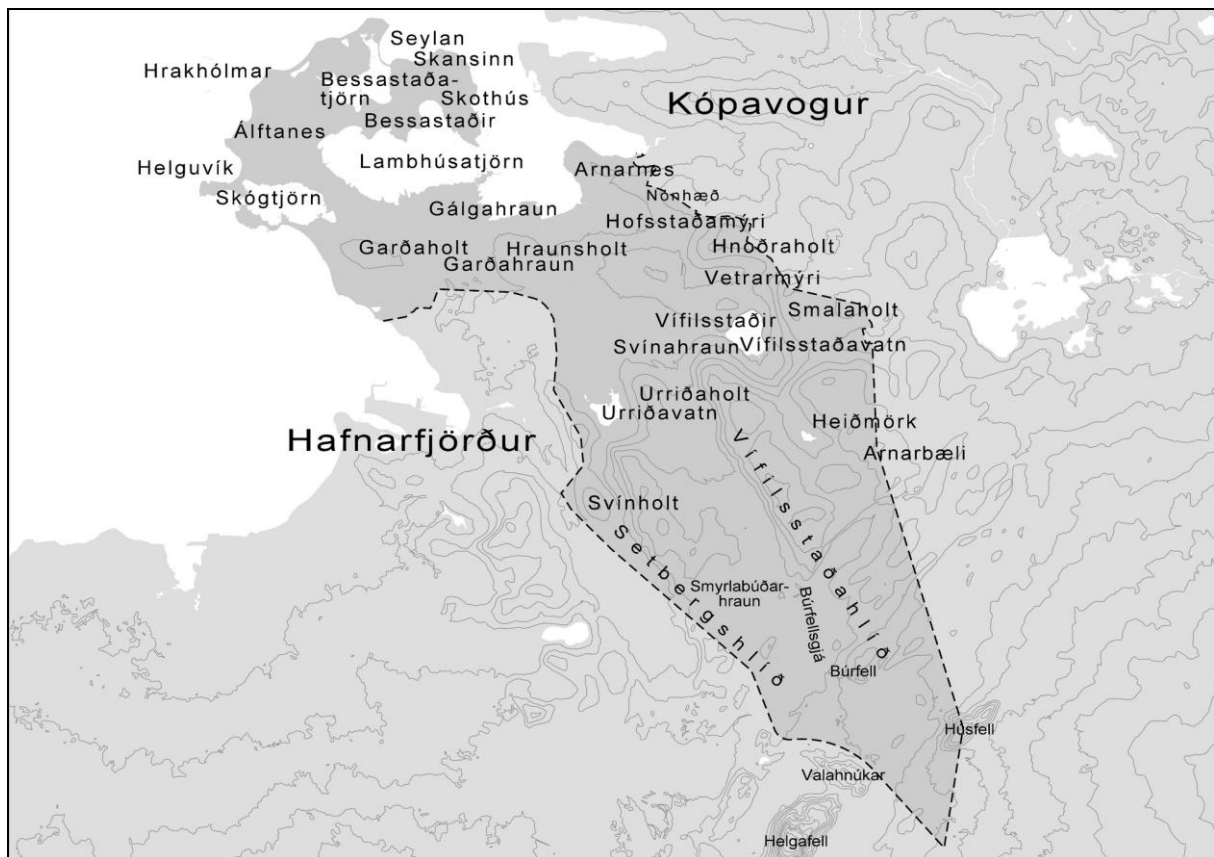 Seylan
Skansinn
Hrakhólmar
Bessastaða-
tjörn
Skothús
Kópavogur
Bessastaðir
Álftanes
Lambhúsatjörn
Helguvík
Arnarnes
Skógtjörn
Nónhæð
Gálgahraun
Hofsstaðamýri
Garðaholt
Hraunsholt
Hnoðraholt
Garðahraun
Vetrarmýri
Smalaholt
Vífilsstaðir
Svínahraun
Vífilsstaðavatn
Urriðaholt
Urriðavatn
Heiðmörk
Hafnarfjörður
Vífilsstaðahlíð
Arnarbæli
Svínholt
Setbergshlíð
Smyrlabúðar-
hraun
Búrfellsgjá
Búrfell
Húsfell
Valahnúkar
Helgafell